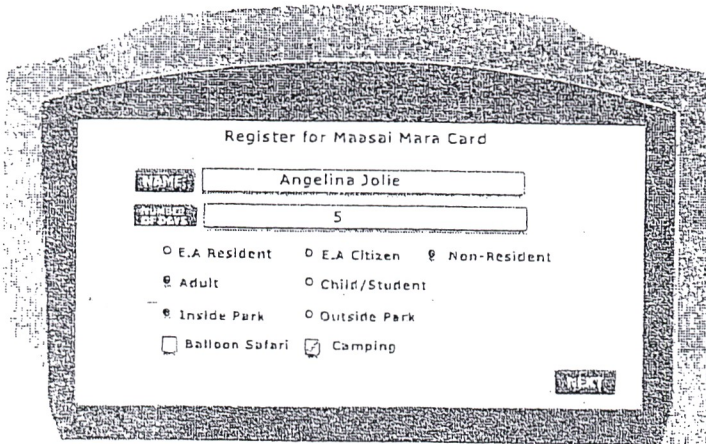 Register for Maasai Mara Card
NAME: Angelina Jolie
NUMBER OF DAYS 5
E.A Resident E.A Citizen Non-Resident
Adult Child/Student
Inside Park Outside Park
Balloon Safari Camping
NEXT